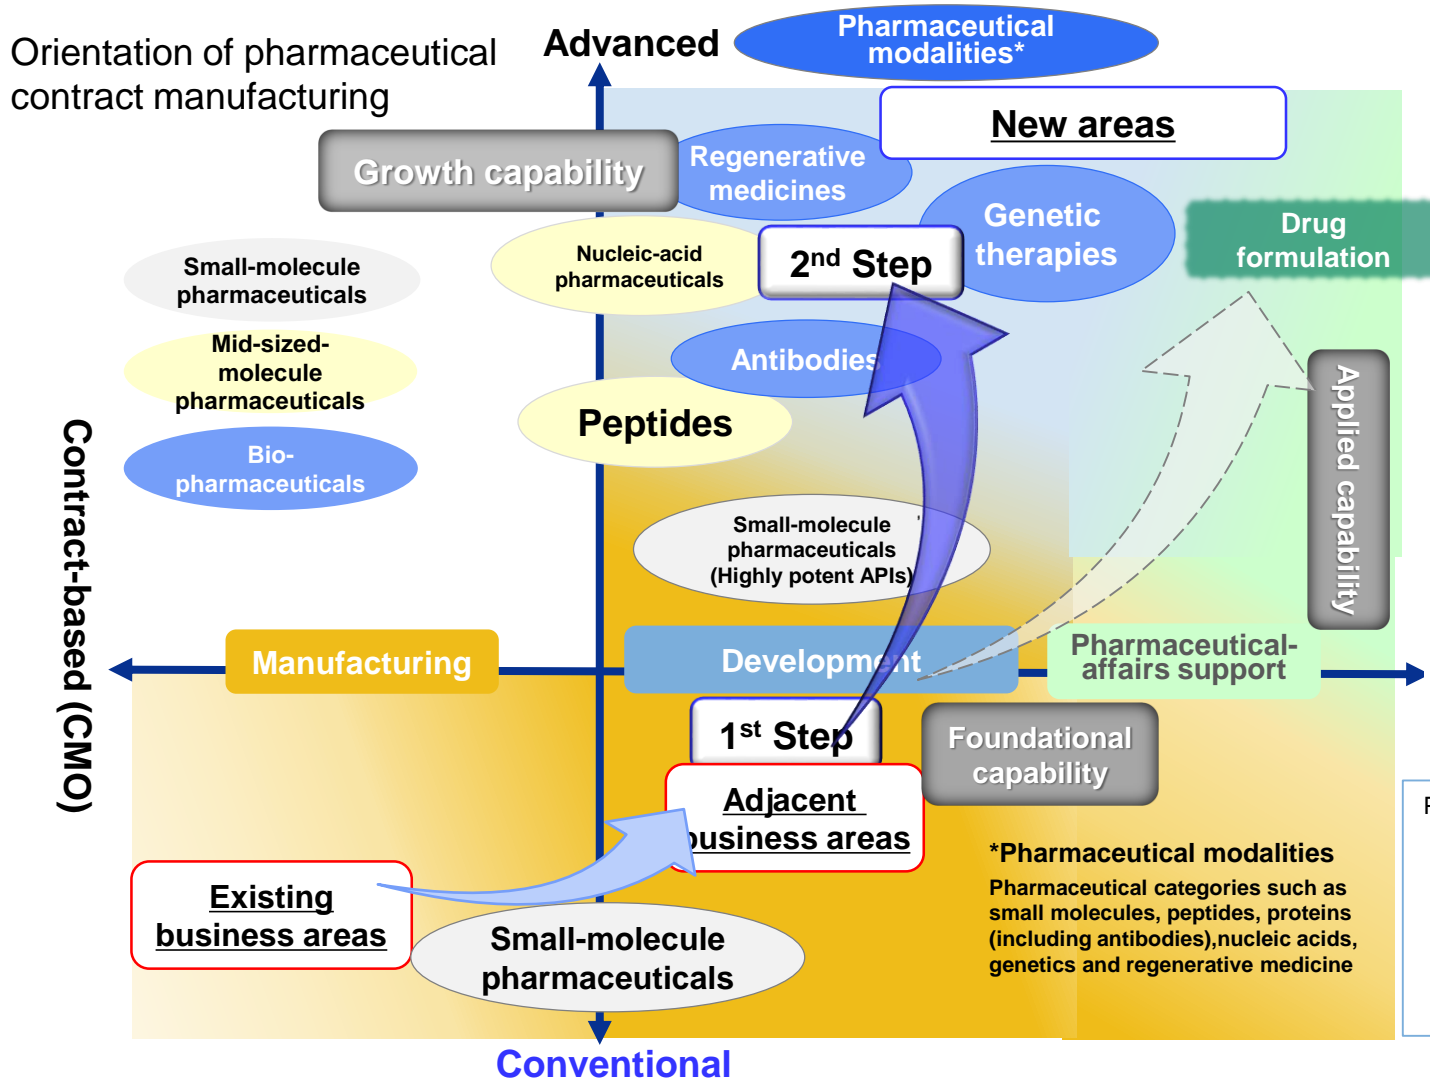 Orientation of pharmaceutical
contract manufacturing
Advanced
Pharmaceutical
modalities*
New areas
Growth capability
Regenerative
medicines
Genetic
therapies
Drug
formulation
Nucleic-acid
pharmaceuticals
2nd Step
Small-molecule
pharmaceuticals
Mid-sized-
molecule
pharmaceuticals
Bio-
pharmaceuticals
Antibodies
Peptides
Applied capability
Contract-based (CMO)
Small-molecule
pharmaceuticals
(Highly potent APIs)
Manufacturing
Development
Pharmaceutical-
affairs support
1st Step
Foundational
capability
Adjacent
business areas
Existing
business areas
Small-molecule
pharmaceuticals
*Pharmaceutical modalities
Pharmaceutical categories such as
small molecules, peptides, proteins
(including antibodies),nucleic acids,
genetics and regenerative medicine
Conventional